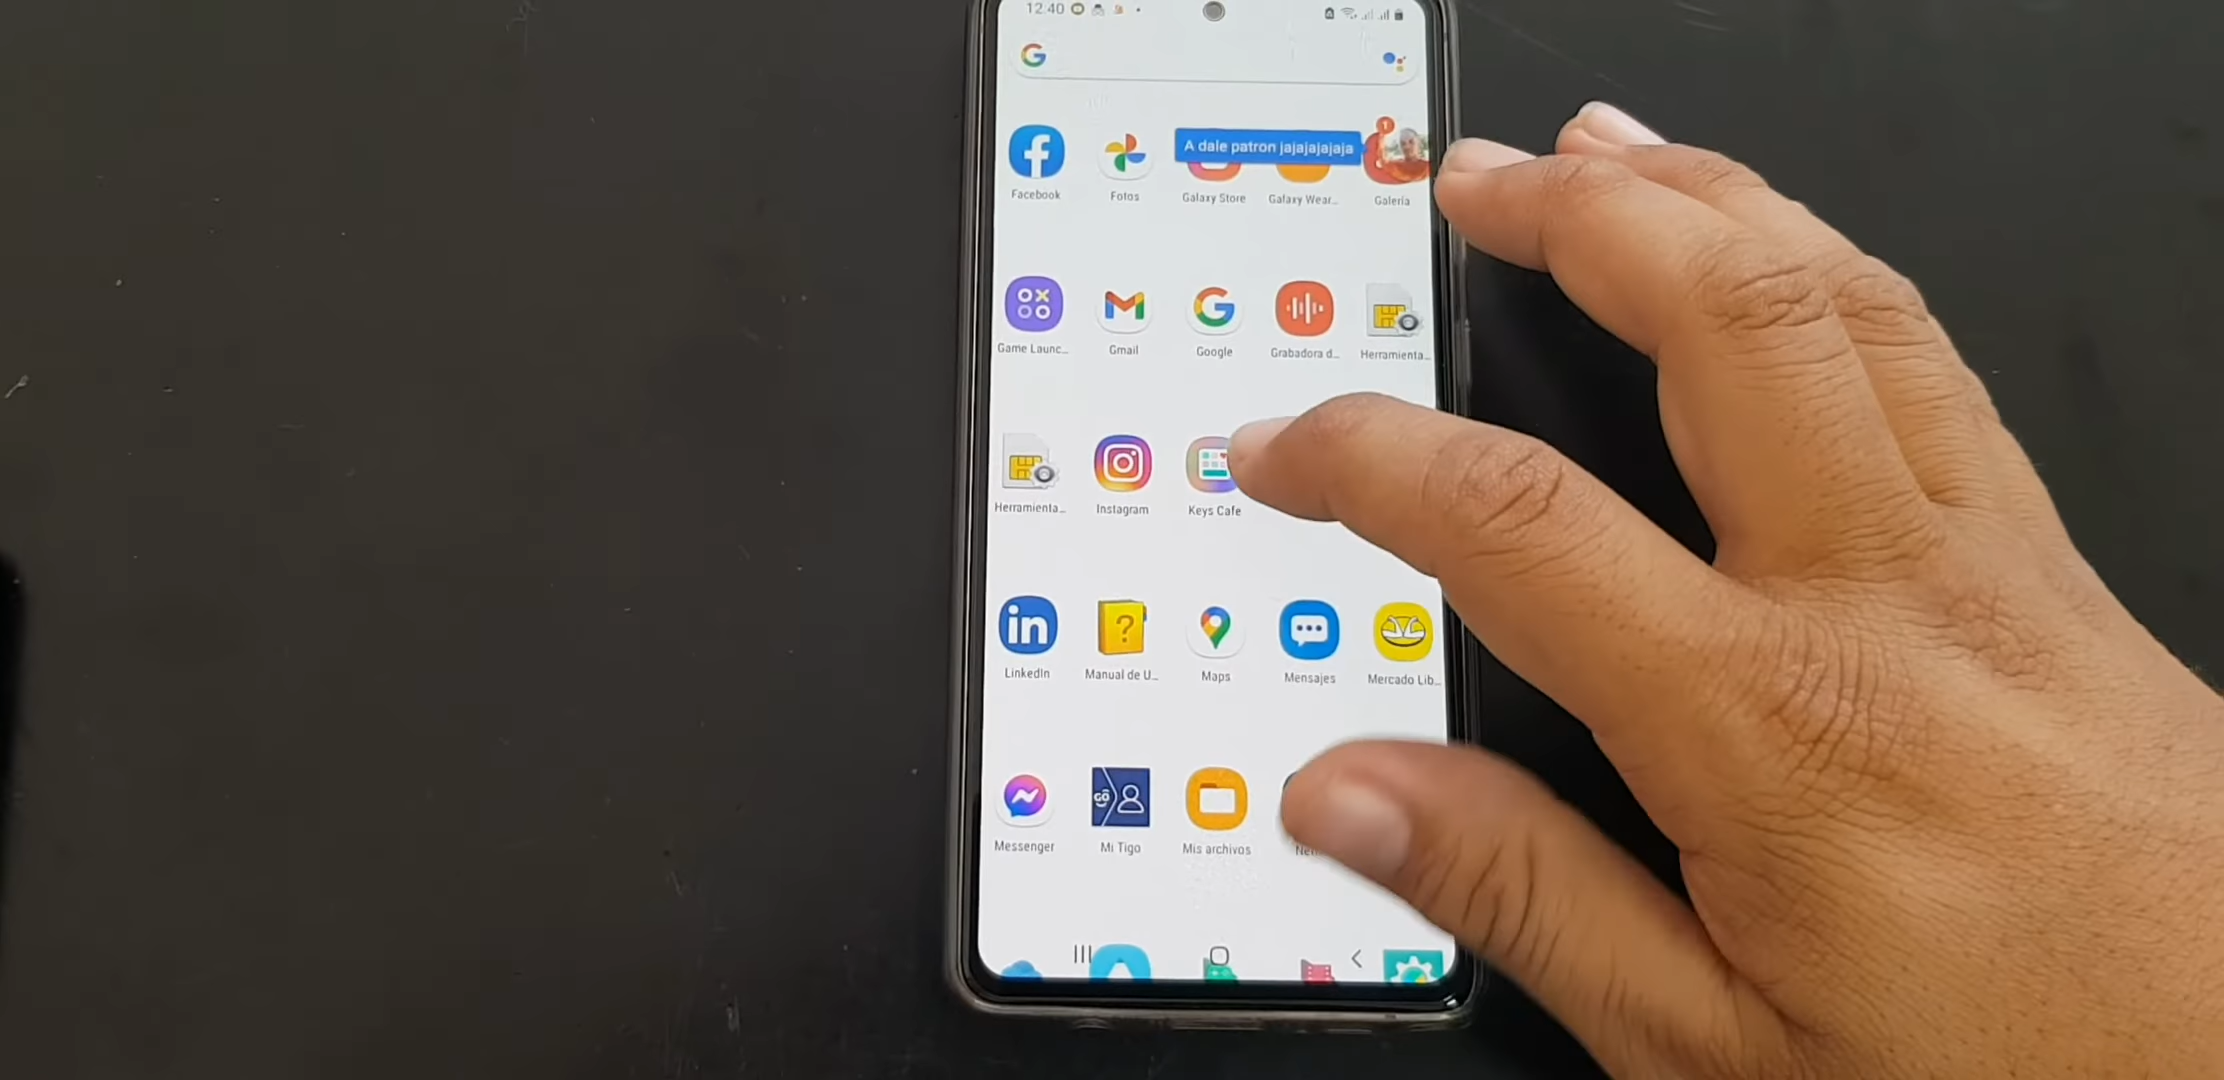 12.40
A dale patron jajajajajaja
Facebook
Fotos
Galaxy Store
Galaxy Wear...
Galería
Game Launc...
Gmail
Google
Grabadora d...
Herramienta...
Herramienta...
Instagram
Keys Cafe
LinkedIn
Manual de U...
Maps
Mensajes
Mercado Lib...
Messenger
Mi Tigo
Mis archivos